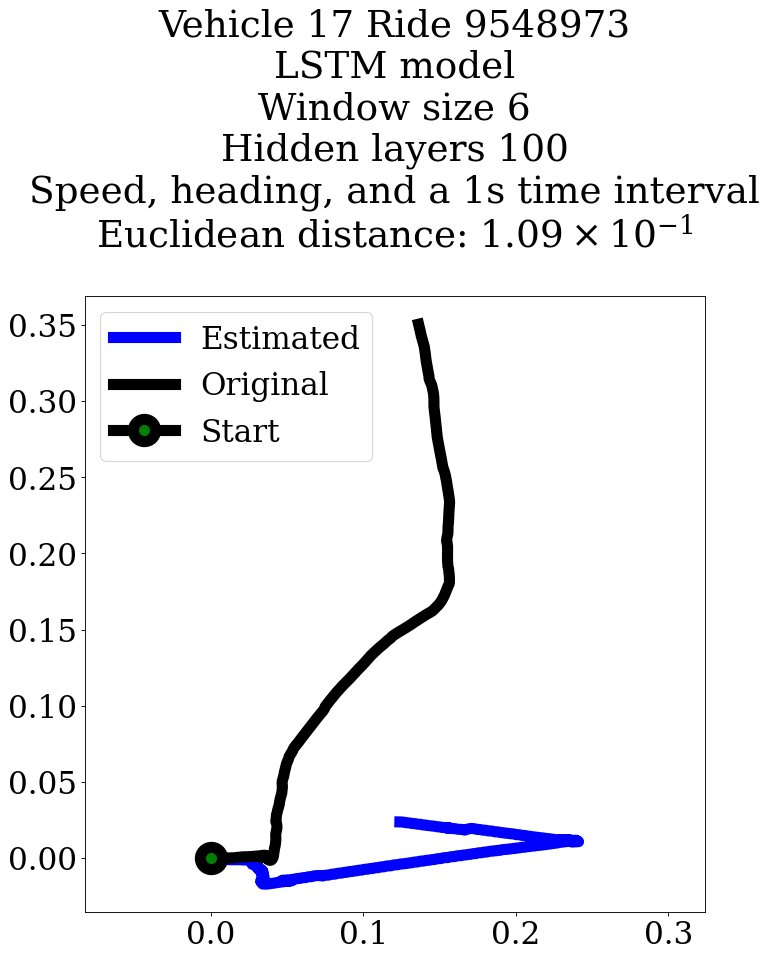 Vehicle 17 Ride 9548973
LSTM model
Window size 6
Hidden layers 100
Speed, heading, and a 1s time interval
Euclidean distance: 1.09 × 10⁻¹
Estimated
Original
Start
0.35
0.30
0.25
0.20
0.15
0.10
0.05
0.00
0.0 0.1 0.2 0.3